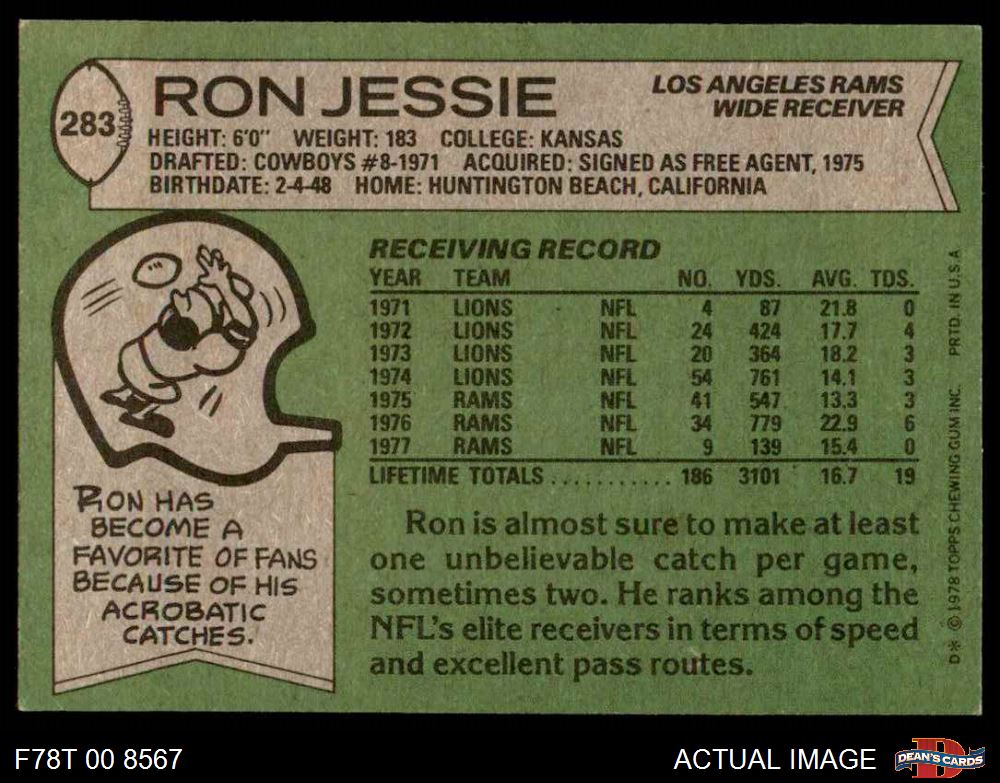 283
RON JESSIE
LOS ANGELES RAMS
WIDE RECEIVER
HEIGHT: 6'0" WEIGHT: 183 COLLEGE: KANSAS
DRAFTED: COWBOYS #8-1971 ACQUIRED: SIGNED AS FREE AGENT, 1975
BIRTHDATE: 2-4-48 HOME: HUNTINGTON BEACH, CALIFORNIA
RECEIVING RECORD
YEAR TEAM NO. YDS. AVG. TDS.
1971 LIONS NFL 4 87 21.8 0
1972 LIONS NFL 24 424 17.7 4
1973 LIONS NFL 20 364 18.2 3
1974 LIONS NFL 54 761 14.1 3
1975 RAMS NFL 41 547 13.3 3
1976 RAMS NFL 34 779 22.9 6
1977 RAMS NFL 9 139 15.4 0
LIFETIME TOTALS........... 186 3101 16.7 19
RON HAS
BECOME A
FAVORITE OF FANS
BECAUSE OF HIS
ACROBATIC
CATCHES.
Ron is almost sure to make at least
one unbelievable catch per game,
sometimes two. He ranks among the
NFL's elite receivers in terms of speed
and excellent pass routes.
D* © 1978 TOPPS CHEWING GUM INC. PRTD. IN U.S.A
F78T 00 8567
ACTUAL IMAGE
D
DEAN'S CARDS